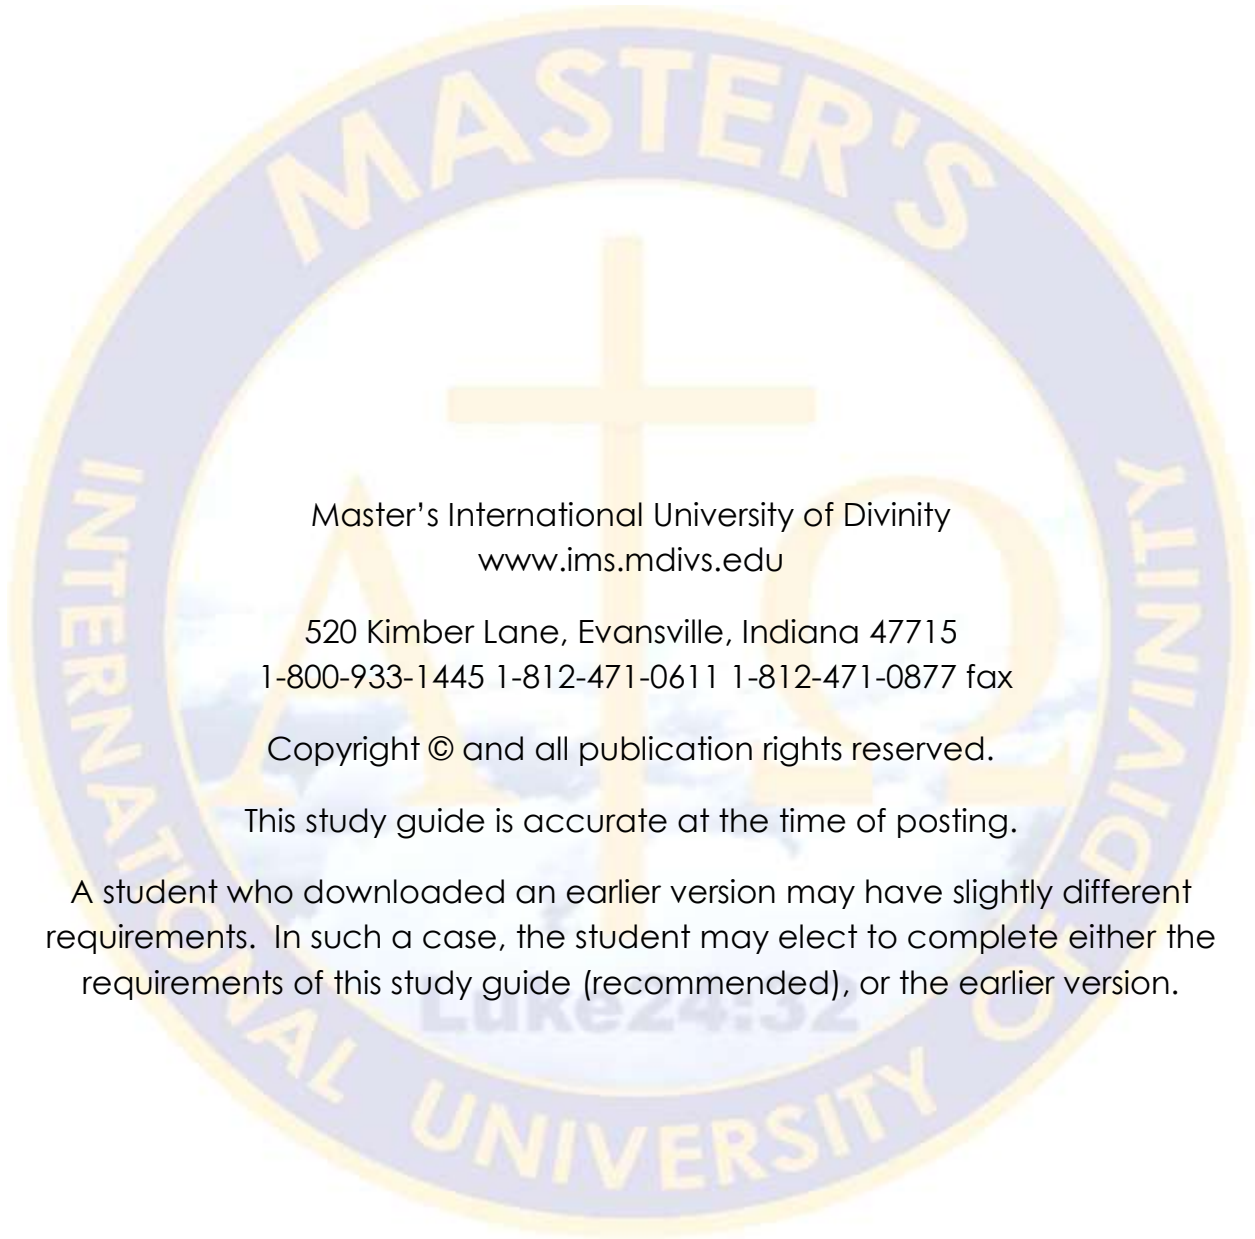 MASTER'S
INTERNATIONAL UNIVERSITY OF DIVINITY
Α Ω
Master’s International University of Divinity
www.ims.mdivs.edu
520 Kimber Lane, Evansville, Indiana 47715
1-800-933-1445 1-812-471-0611 1-812-471-0877 fax
Copyright © and all publication rights reserved.
This study guide is accurate at the time of posting.
A student who downloaded an earlier version may have slightly different
requirements.  In such a case, the student may elect to complete either the
requirements of this study guide (recommended), or the earlier version.
Luke24:32